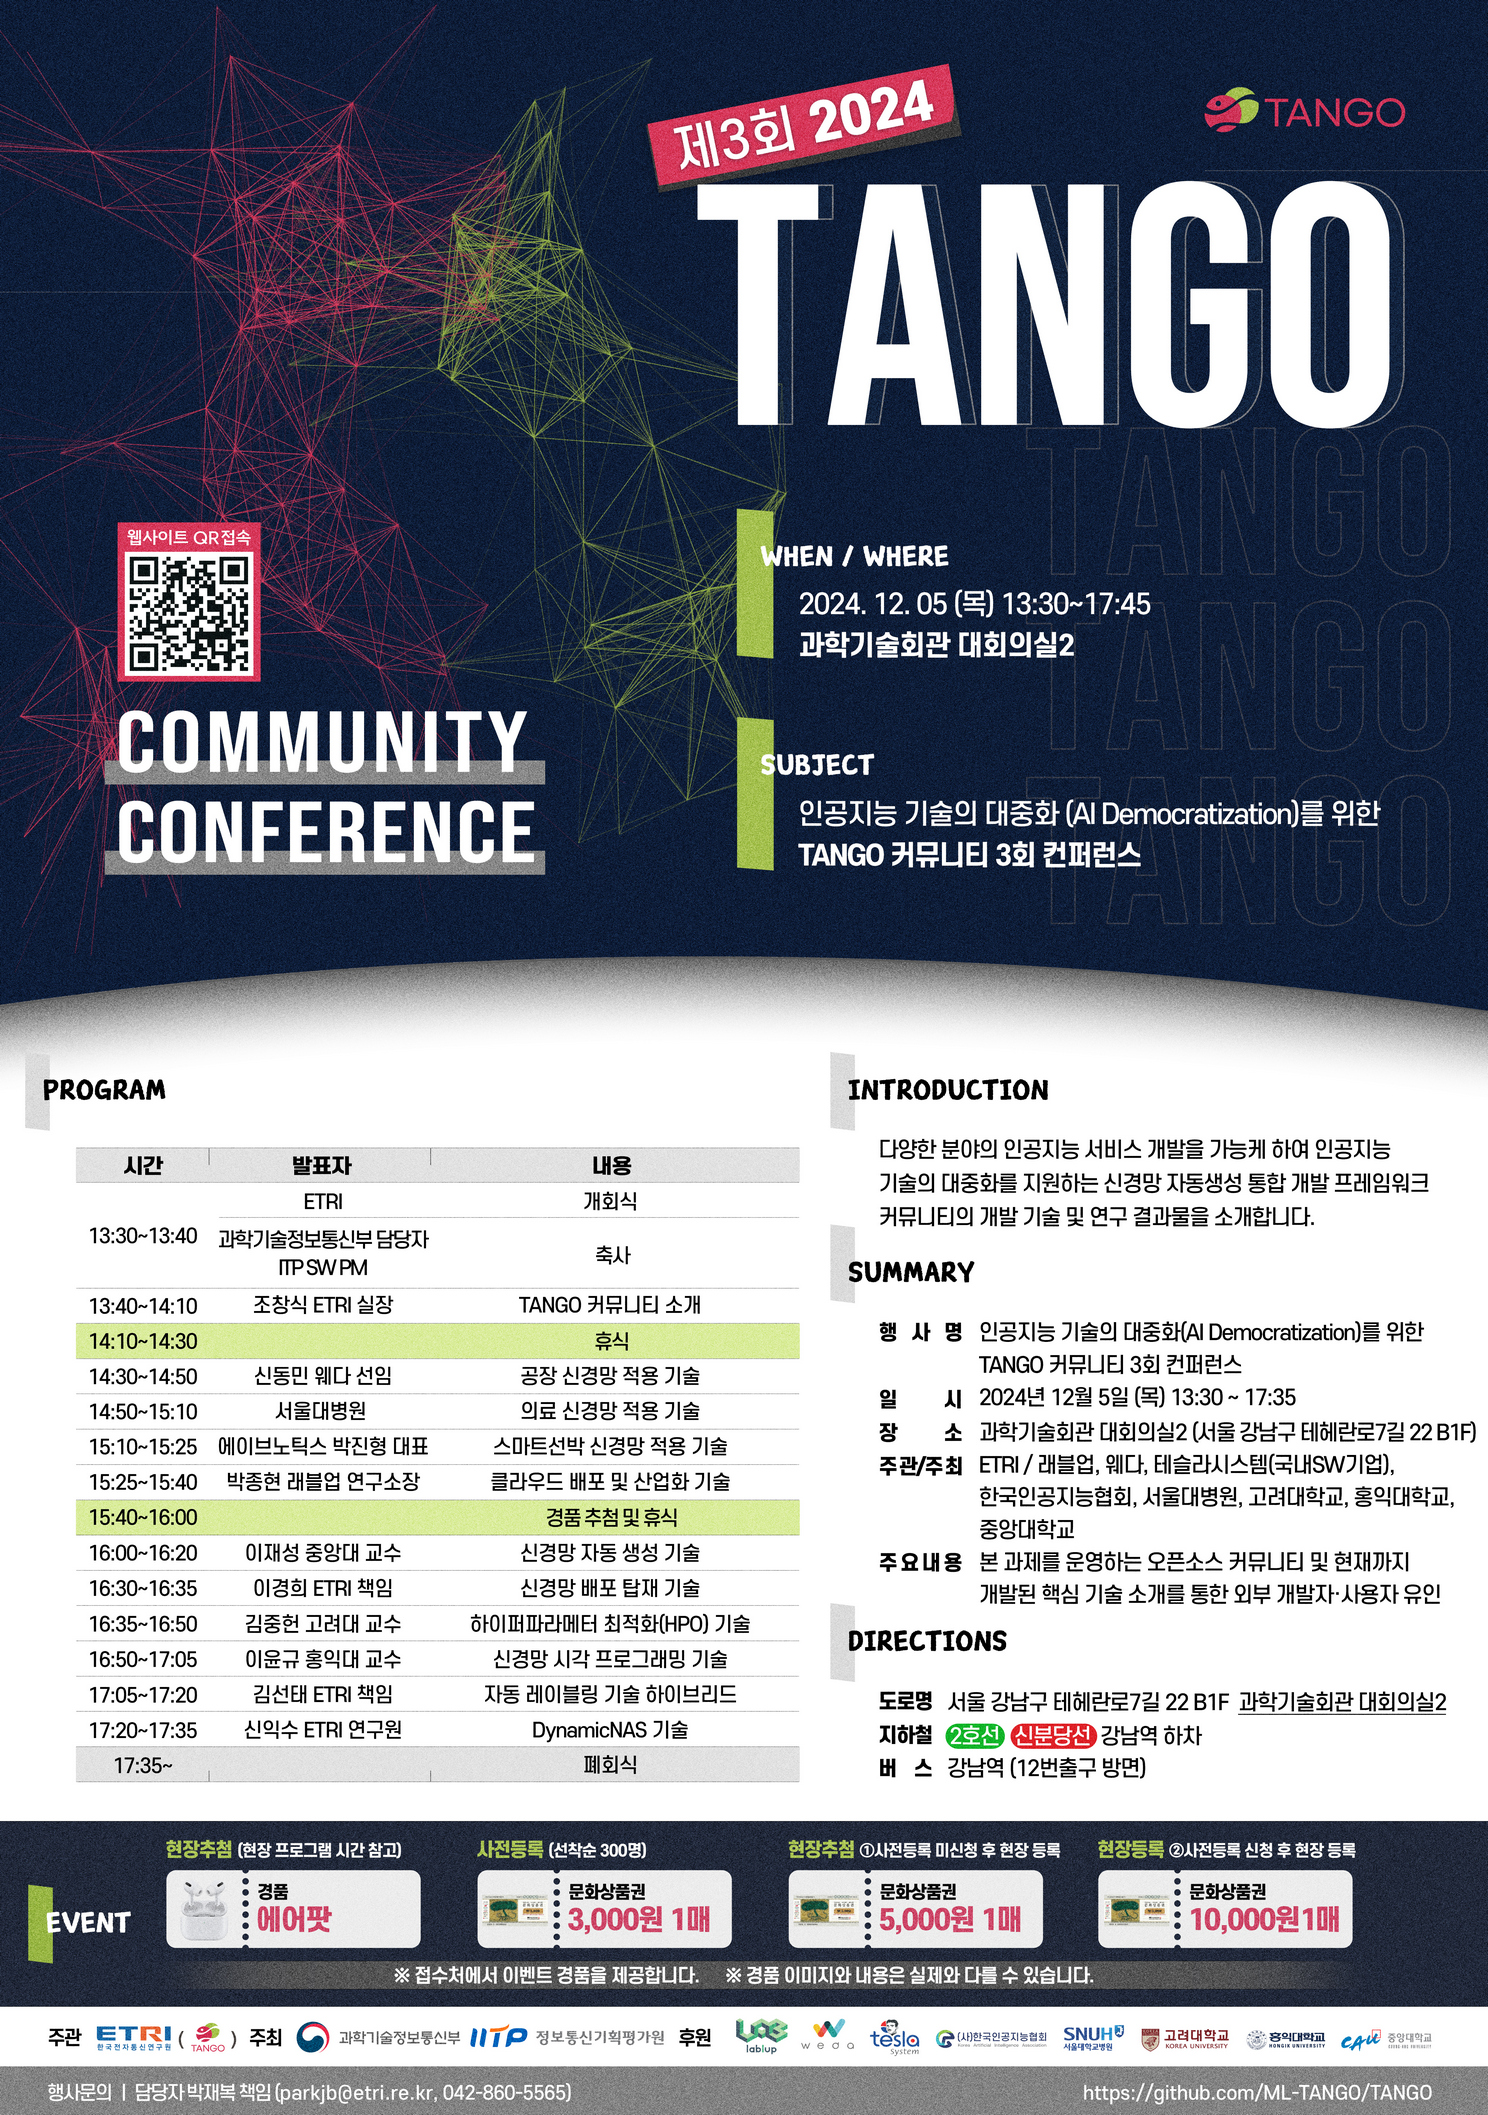 제3회 2024
TANGO
TANGO
TANGO
TANGO
TANGO
웹사이트 QR접속
COMMUNITY
CONFERENCE
WHEN / WHERE
2024. 12. 05 (목) 13:30~17:45
과학기술회관 대회의실2
SUBJECT
인공지능 기술의 대중화 (AI Democratization)를 위한
TANGO 커뮤니티 3회 컨퍼런스
PROGRAM
시간 발표자 내용
13:30~13:40 ETRI 개회식
과학기술정보통신부 담당자
ITP SW PM 축사
13:40~14:10 조창식 ETRI 실장 TANGO 커뮤니티 소개
14:10~14:30 휴식
14:30~14:50 신동민 웨다 선임 공장 신경망 적용 기술
14:50~15:10 서울대병원 의료 신경망 적용 기술
15:10~15:25 에이브노틱스 박진형 대표 스마트선박 신경망 적용 기술
15:25~15:40 박종현 래블업 연구소장 클라우드 배포 및 산업화 기술
15:40~16:00 경품 추첨 및 휴식
16:00~16:20 이재성 중앙대 교수 신경망 자동 생성 기술
16:30~16:35 이경희 ETRI 책임 신경망 배포 탑재 기술
16:35~16:50 김중헌 고려대 교수 하이퍼파라메터 최적화(HPO) 기술
16:50~17:05 이윤규 홍익대 교수 신경망 시각 프로그래밍 기술
17:05~17:20 김선태 ETRI 책임 자동 레이블링 기술 하이브리드
17:20~17:35 신익수 ETRI 연구원 DynamicNAS 기술
17:35~ 폐회식
INTRODUCTION
다양한 분야의 인공지능 서비스 개발을 가능케 하여 인공지능
기술의 대중화를 지원하는 신경망 자동생성 통합 개발 프레임워크
커뮤니티의 개발 기술 및 연구 결과물을 소개합니다.
SUMMARY
행 사 명 인공지능 기술의 대중화(AI Democratization)를 위한
TANGO 커뮤니티 3회 컨퍼런스
일 시 2024년 12월 5일 (목) 13:30 ~ 17:35
장 소 과학기술회관 대회의실2 (서울 강남구 테헤란로7길 22 B1F)
주관/주최 ETRI / 래블업, 웨다, 테슬라시스템(국내SW기업),
한국인공지능협회, 서울대병원, 고려대학교, 홍익대학교,
중앙대학교
주요내용 본 과제를 운영하는 오픈소스 커뮤니티 및 현재까지
개발된 핵심 기술 소개를 통한 외부 개발자·사용자 유인
DIRECTIONS
도로명 서울 강남구 테헤란로7길 22 B1F 과학기술회관 대회의실2
지하철 2호선 신분당선 강남역 하차
버 스 강남역 (12번출구 방면)
EVENT
현장추첨 (현장 프로그램 시간 참고)
경품
에어팟
사전등록 (선착순 300명)
문화상품권
3,000원 1매
현장추첨 ①사전등록 미신청 후 현장 등록
문화상품권
5,000원 1매
현장등록 ②사전등록 신청 후 현장 등록
문화상품권
10,000원1매
※ 접수처에서 이벤트 경품을 제공합니다. ※ 경품 이미지와 내용은 실제와 다를 수 있습니다.
주관 ETRI 한국전자통신연구원 ( TANGO ) 주최 과학기술정보통신부 IITP 정보통신기획평가원 후원 lablup weda tesla system (사)한국인공지능협회 SNUH 서울대학교병원 고려대학교 KOREA UNIVERSITY 홍익대학교 HONGIK UNIVERSITY CAU 중앙대학교
행사문의 | 담당자 박재복 책임 (parkjb@etri.re.kr, 042-860-5565)
https://github.com/ML-TANGO/TANGO